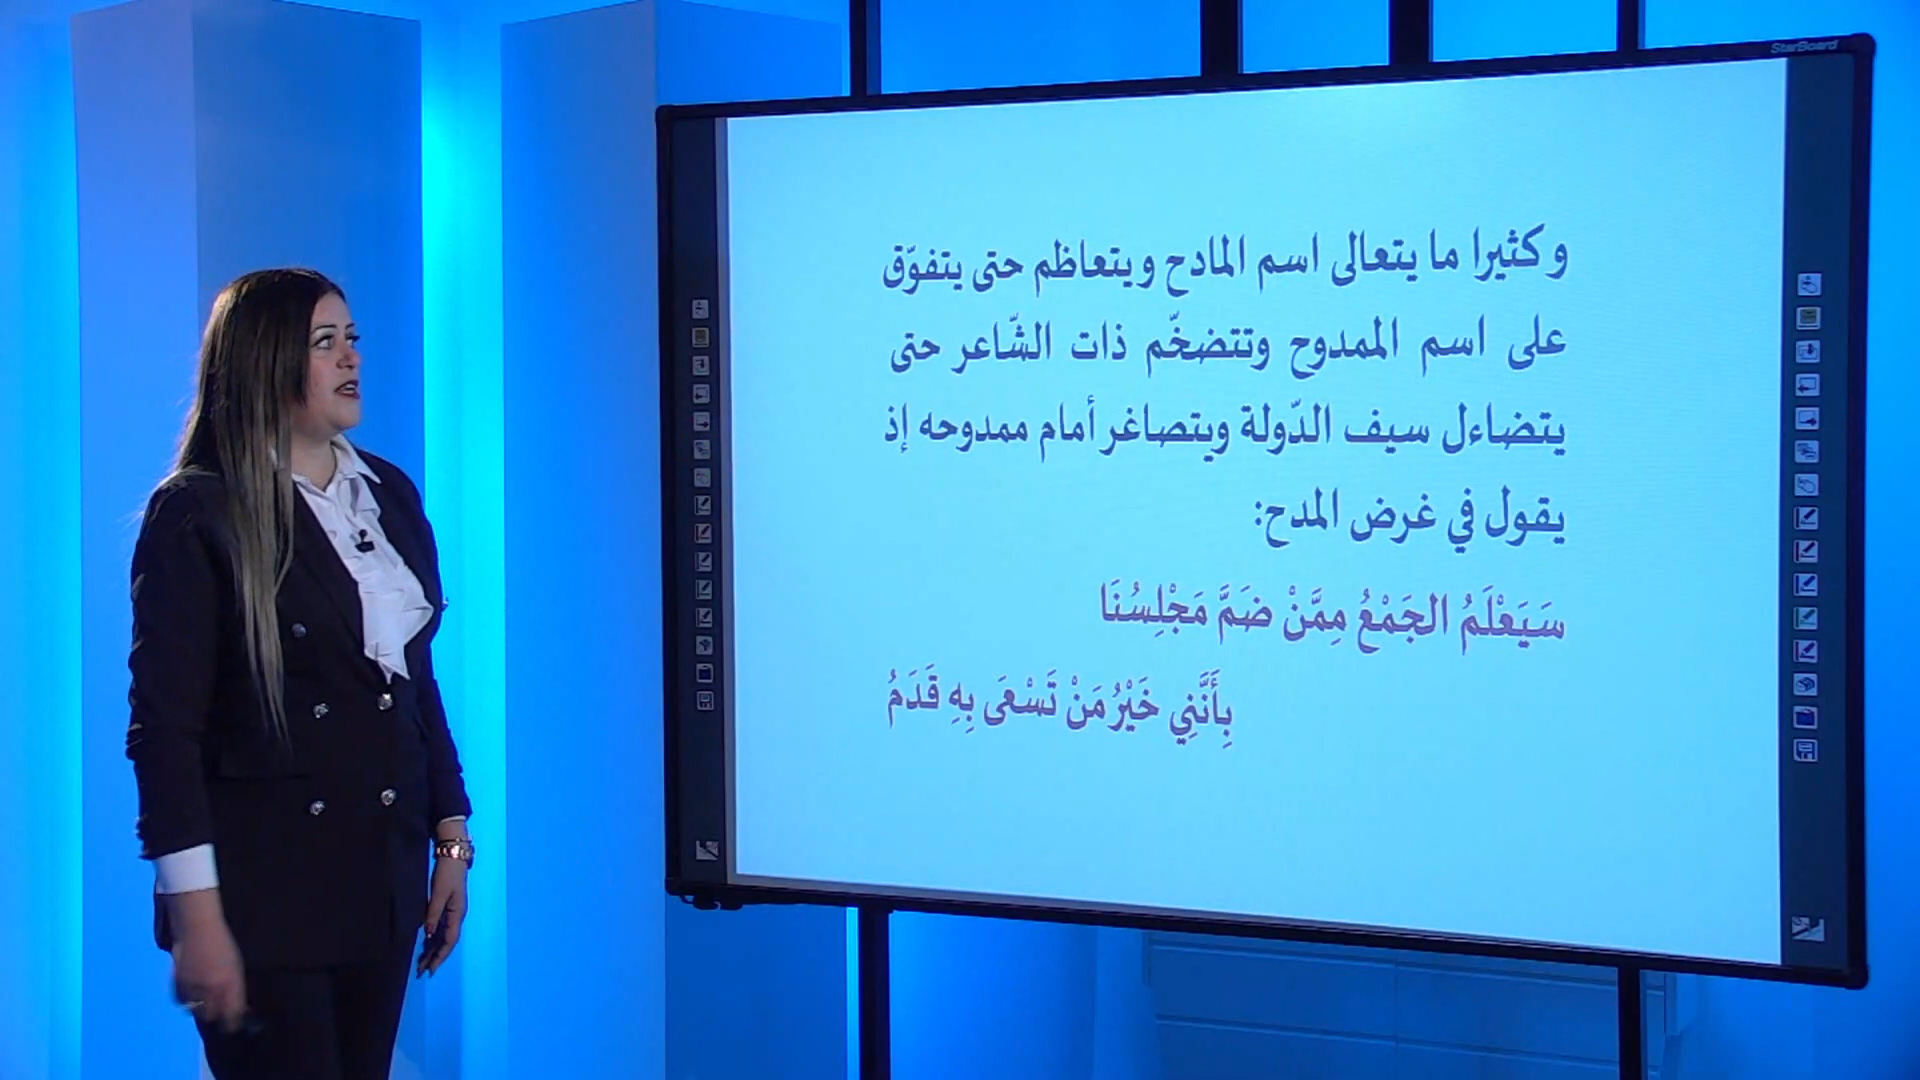 StarBoard
وكثيرا ما يتعالى اسم المادح ويتعاظم حتى يتفوّق
على اسم الممدوح وتتضخّم ذات الشّاعر حتى
يتضاءل سيف الدّولة ويتصاغر أمام ممدوحه إذ
يقول في غرض المدح:
سَيَعْلَمُ الجَمْعُ مِمَّنْ ضَمَّ مَجْلِسُنَا
بِأَنَّنِي خَيْرُ مَنْ تَسْعَى بِهِ قَدَمُ